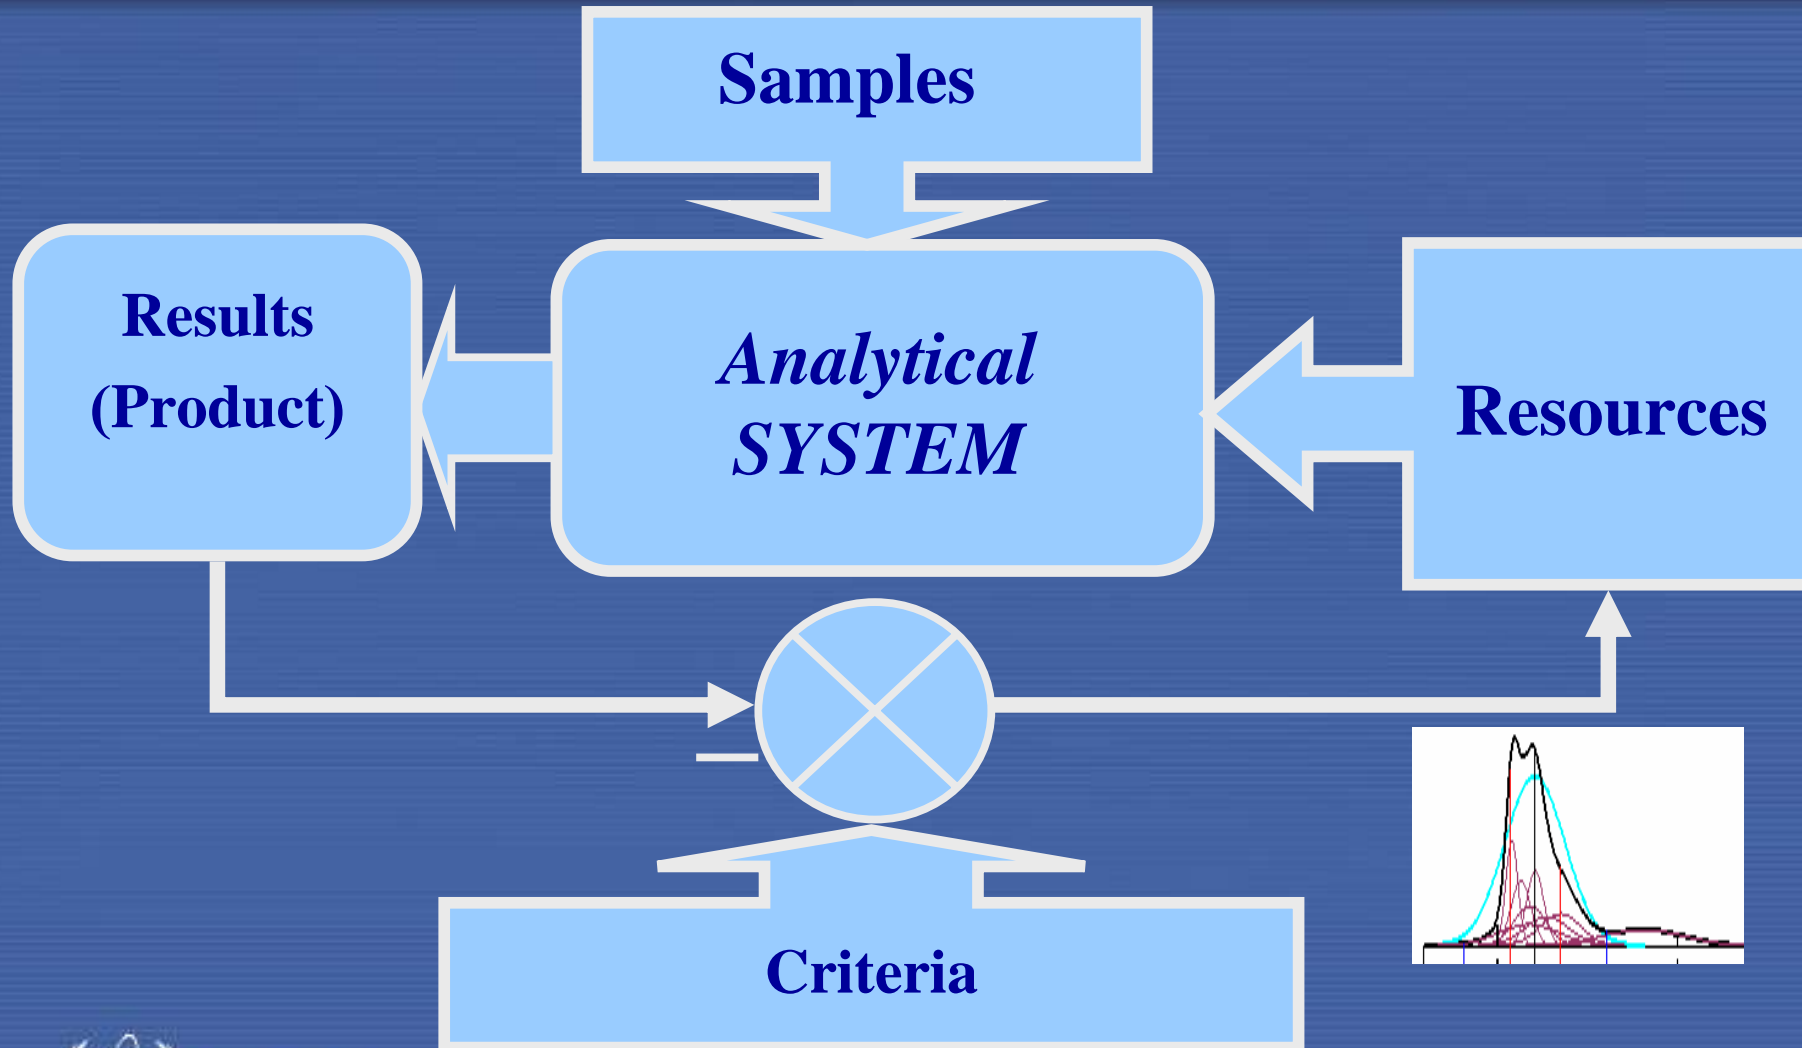 Samples
Results
(Product)
Analytical
SYSTEM
Resources
Criteria